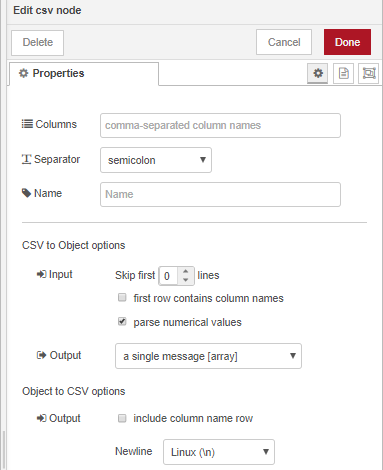 Edit csv node
Delete Cancel Done
Properties
Columns comma-separated column names
Separator semicolon
Name Name
CSV to Object options
Input Skip first 0 lines
first row contains column names
parse numerical values
Output a single message [array]
Object to CSV options
Output include column name row
Newline Linux (\n)